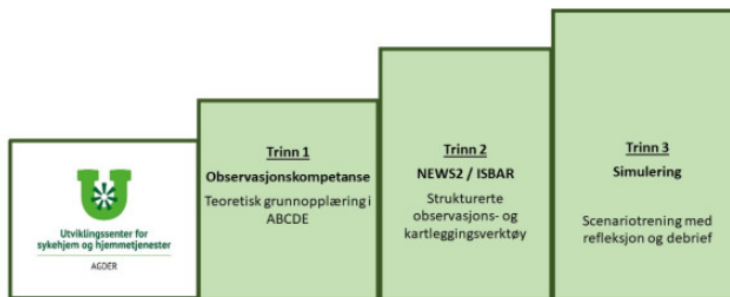 Utviklingssenter for
sykehjem og hjemmetjenester
AGDER
Trinn 1
Observasjonskompetanse
Teoretisk grunnopplæring i
ABCDE
Trinn 2
NEWS2 / ISBAR
Strukturerte
observasjons- og
kartleggingsverktøy
Trinn 3
Simulering
Scenariotrening med
refleksjon og debrief